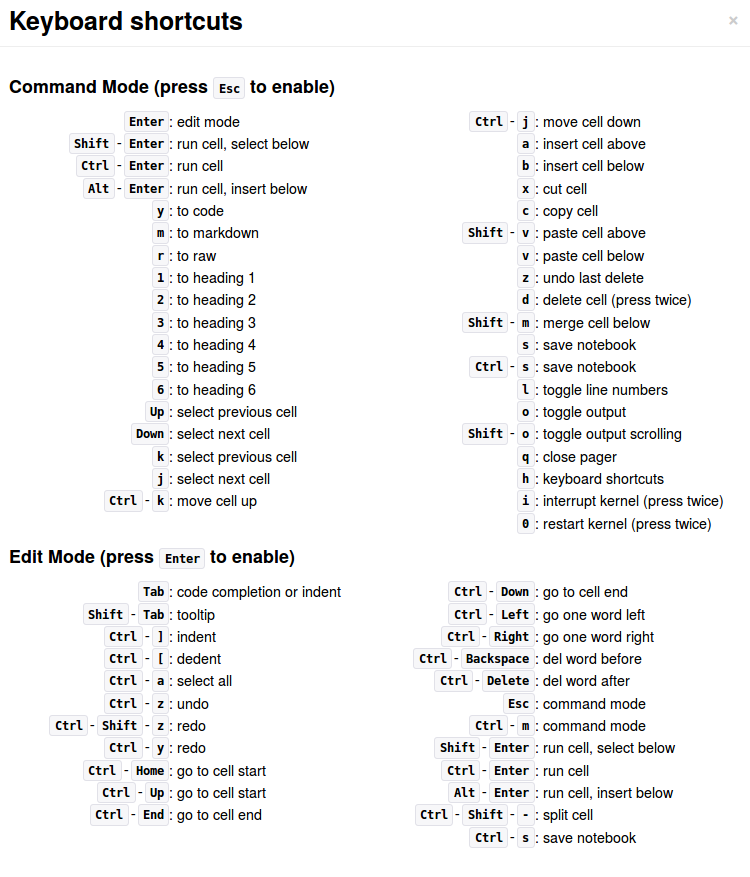 Keyboard shortcuts
×
Command Mode (press Esc to enable)
Enter : edit mode
Shift - Enter : run cell, select below
Ctrl - Enter : run cell
Alt - Enter : run cell, insert below
y : to code
m : to markdown
r : to raw
1 : to heading 1
2 : to heading 2
3 : to heading 3
4 : to heading 4
5 : to heading 5
6 : to heading 6
Up : select previous cell
Down : select next cell
k : select previous cell
j : select next cell
Ctrl - k : move cell up
Ctrl - j : move cell down
a : insert cell above
b : insert cell below
x : cut cell
c : copy cell
Shift - v : paste cell above
v : paste cell below
z : undo last delete
d : delete cell (press twice)
Shift - m : merge cell below
s : save notebook
Ctrl - s : save notebook
l : toggle line numbers
o : toggle output
Shift - o : toggle output scrolling
q : close pager
h : keyboard shortcuts
i : interrupt kernel (press twice)
0 : restart kernel (press twice)
Edit Mode (press Enter to enable)
Tab : code completion or indent
Shift - Tab : tooltip
Ctrl - ] : indent
Ctrl - [ : dedent
Ctrl - a : select all
Ctrl - z : undo
Ctrl - Shift - z : redo
Ctrl - y : redo
Ctrl - Home : go to cell start
Ctrl - Up : go to cell start
Ctrl - End : go to cell end
Ctrl - Down : go to cell end
Ctrl - Left : go one word left
Ctrl - Right : go one word right
Ctrl - Backspace : del word before
Ctrl - Delete : del word after
Esc : command mode
Ctrl - m : command mode
Shift - Enter : run cell, select below
Ctrl - Enter : run cell
Alt - Enter : run cell, insert below
Ctrl - Shift - - : split cell
Ctrl - s : save notebook